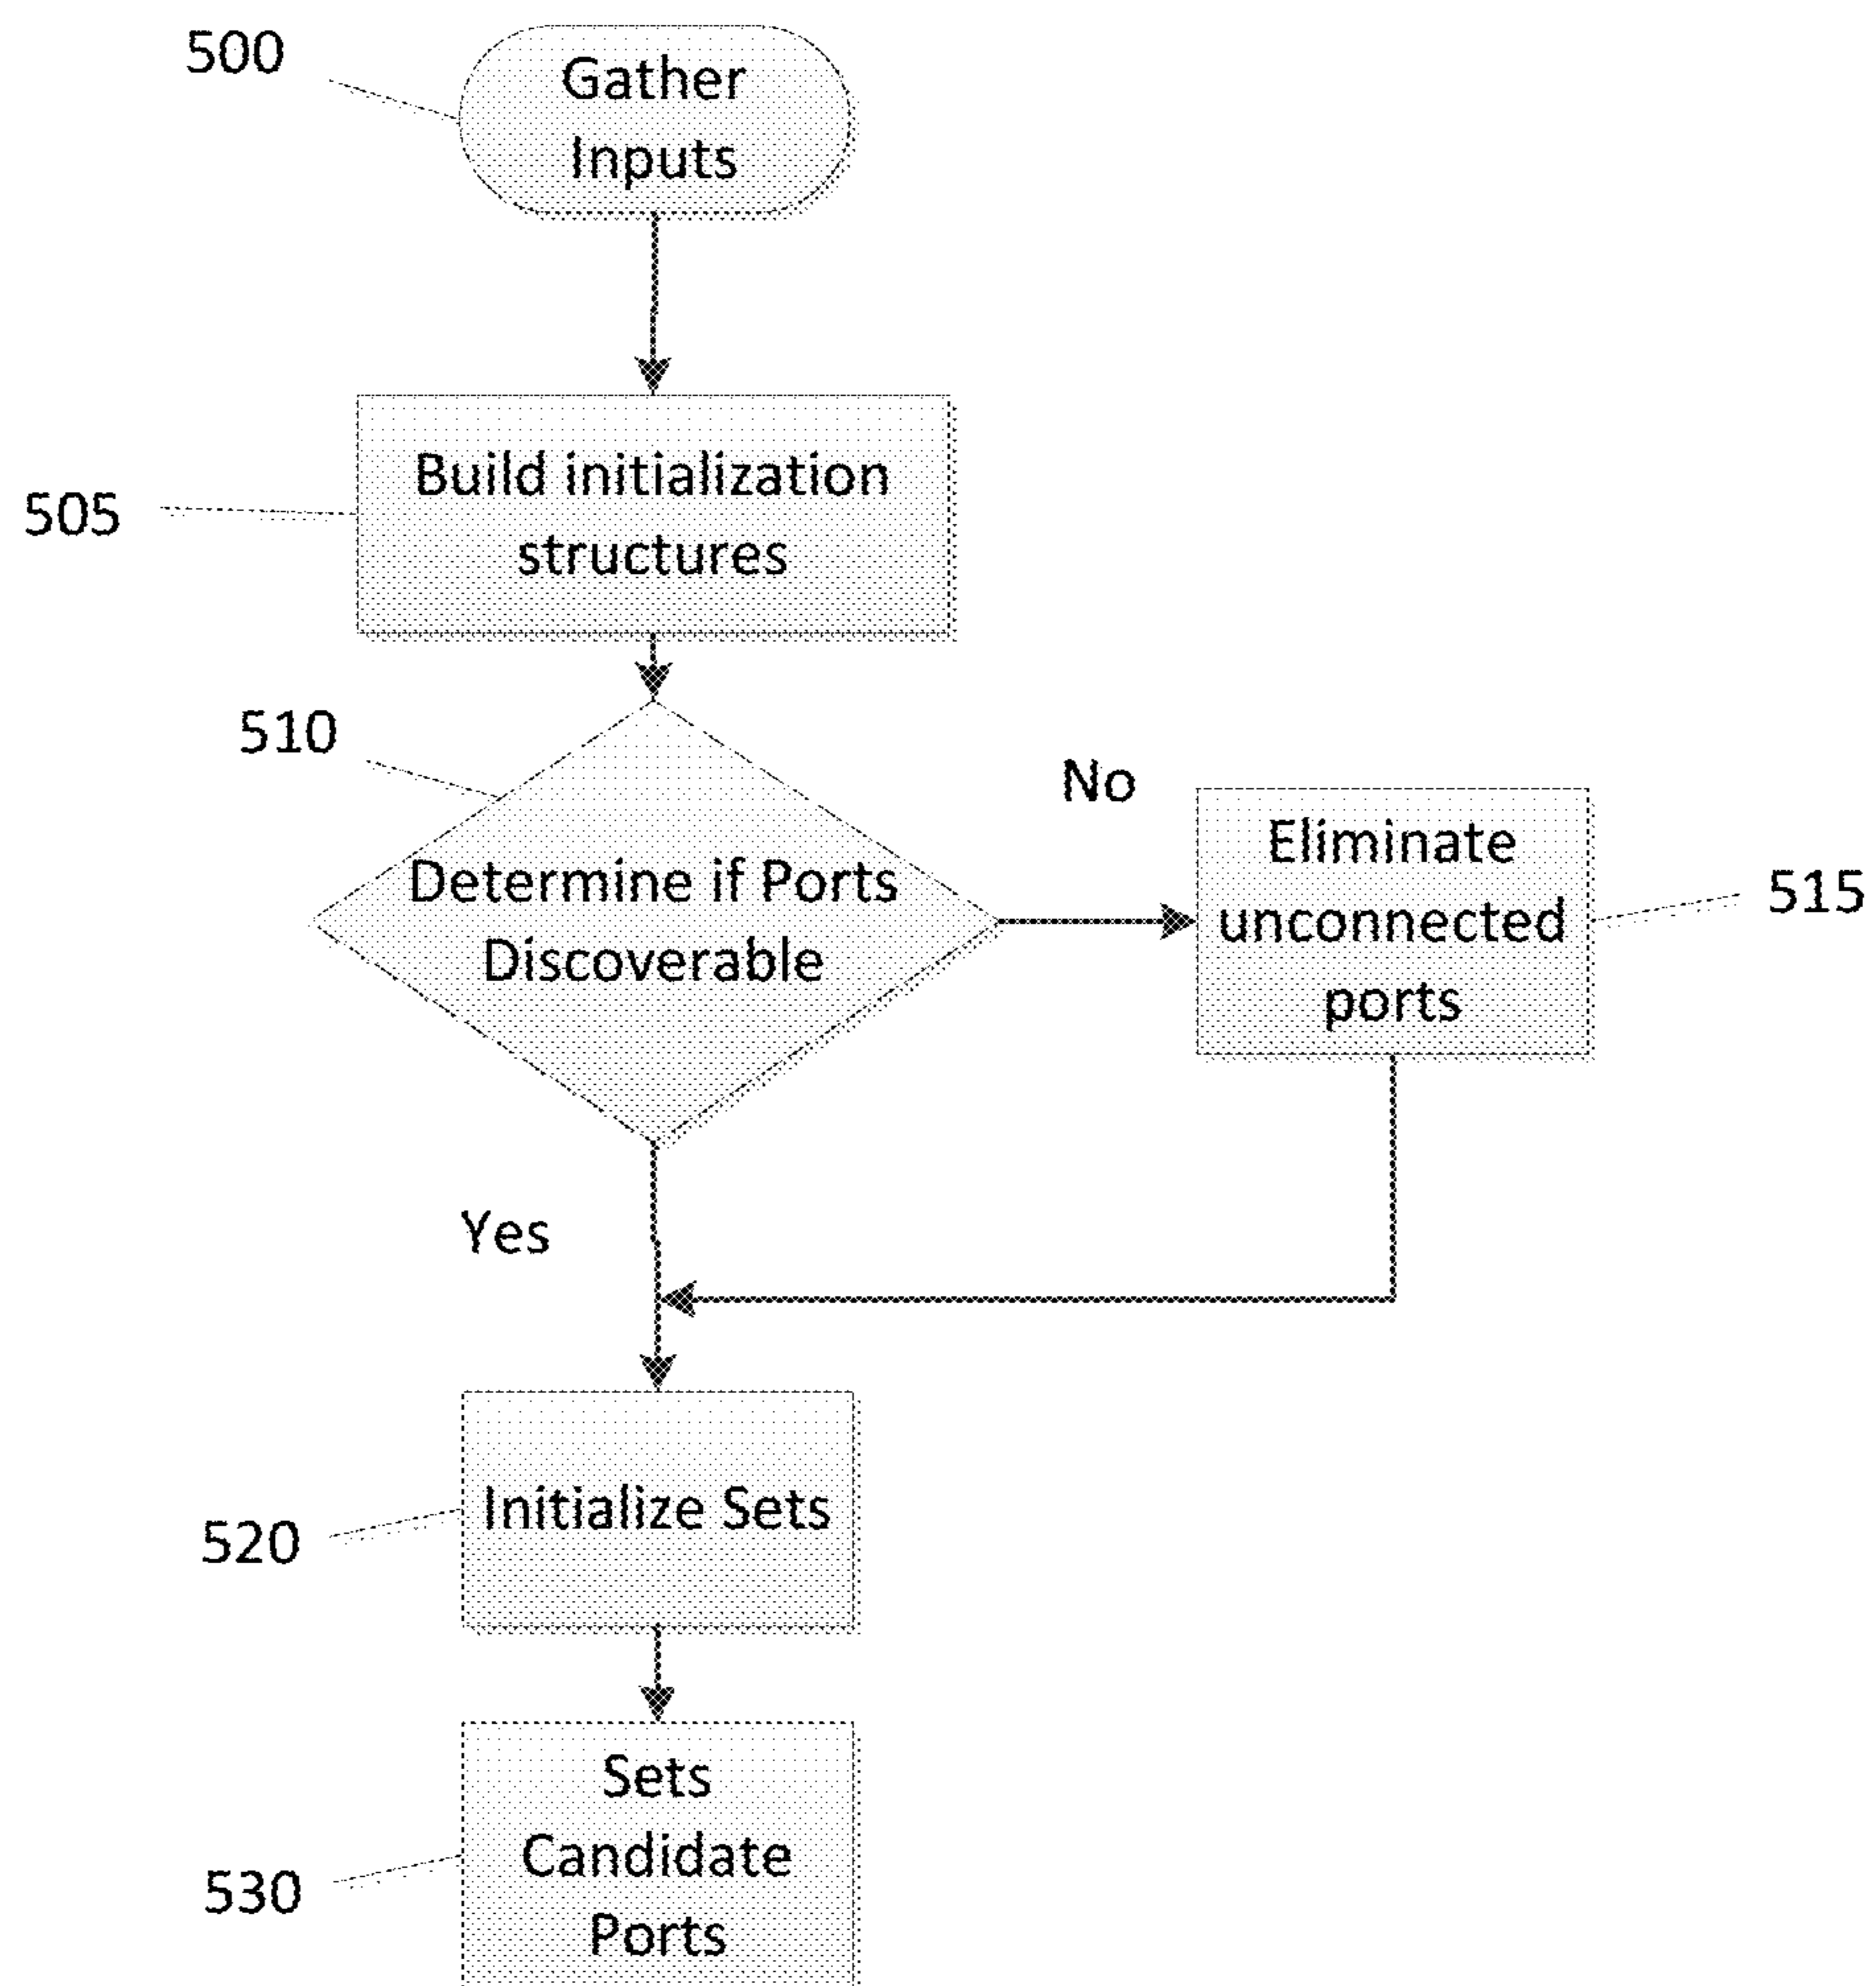 500
Gather
Inputs
505
Build initialization
structures
510
Determine if Ports
Discoverable
No
Eliminate
unconnected
ports
515
Yes
520
Initialize Sets
530
Sets
Candidate
Ports